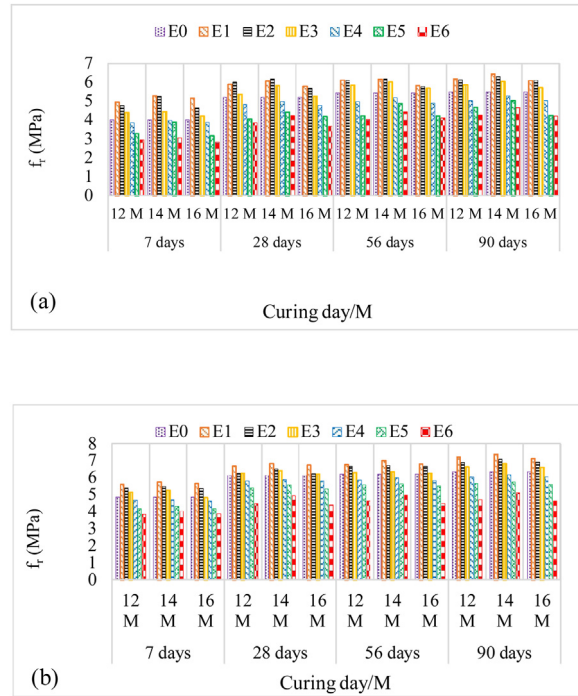 E0 E1 E2 E3 E4 E5 E6
7
6
5
4
3
2
1
0
fr (MPa)
12 M 14 M 16 M 12 M 14 M 16 M 12 M 14 M 16 M 12 M 14 M 16 M
7 days 28 days 56 days 90 days
(a)
Curing day/M
E0 E1 E2 E3 E4 E5 E6
8
7
6
5
4
3
2
1
0
fr (MPa)
12 14 16 12 14 16 12 14 16 12 14 16
M M M M M M M M M M M M
7 days 28 days 56 days 90 days
(b)
Curing day/M